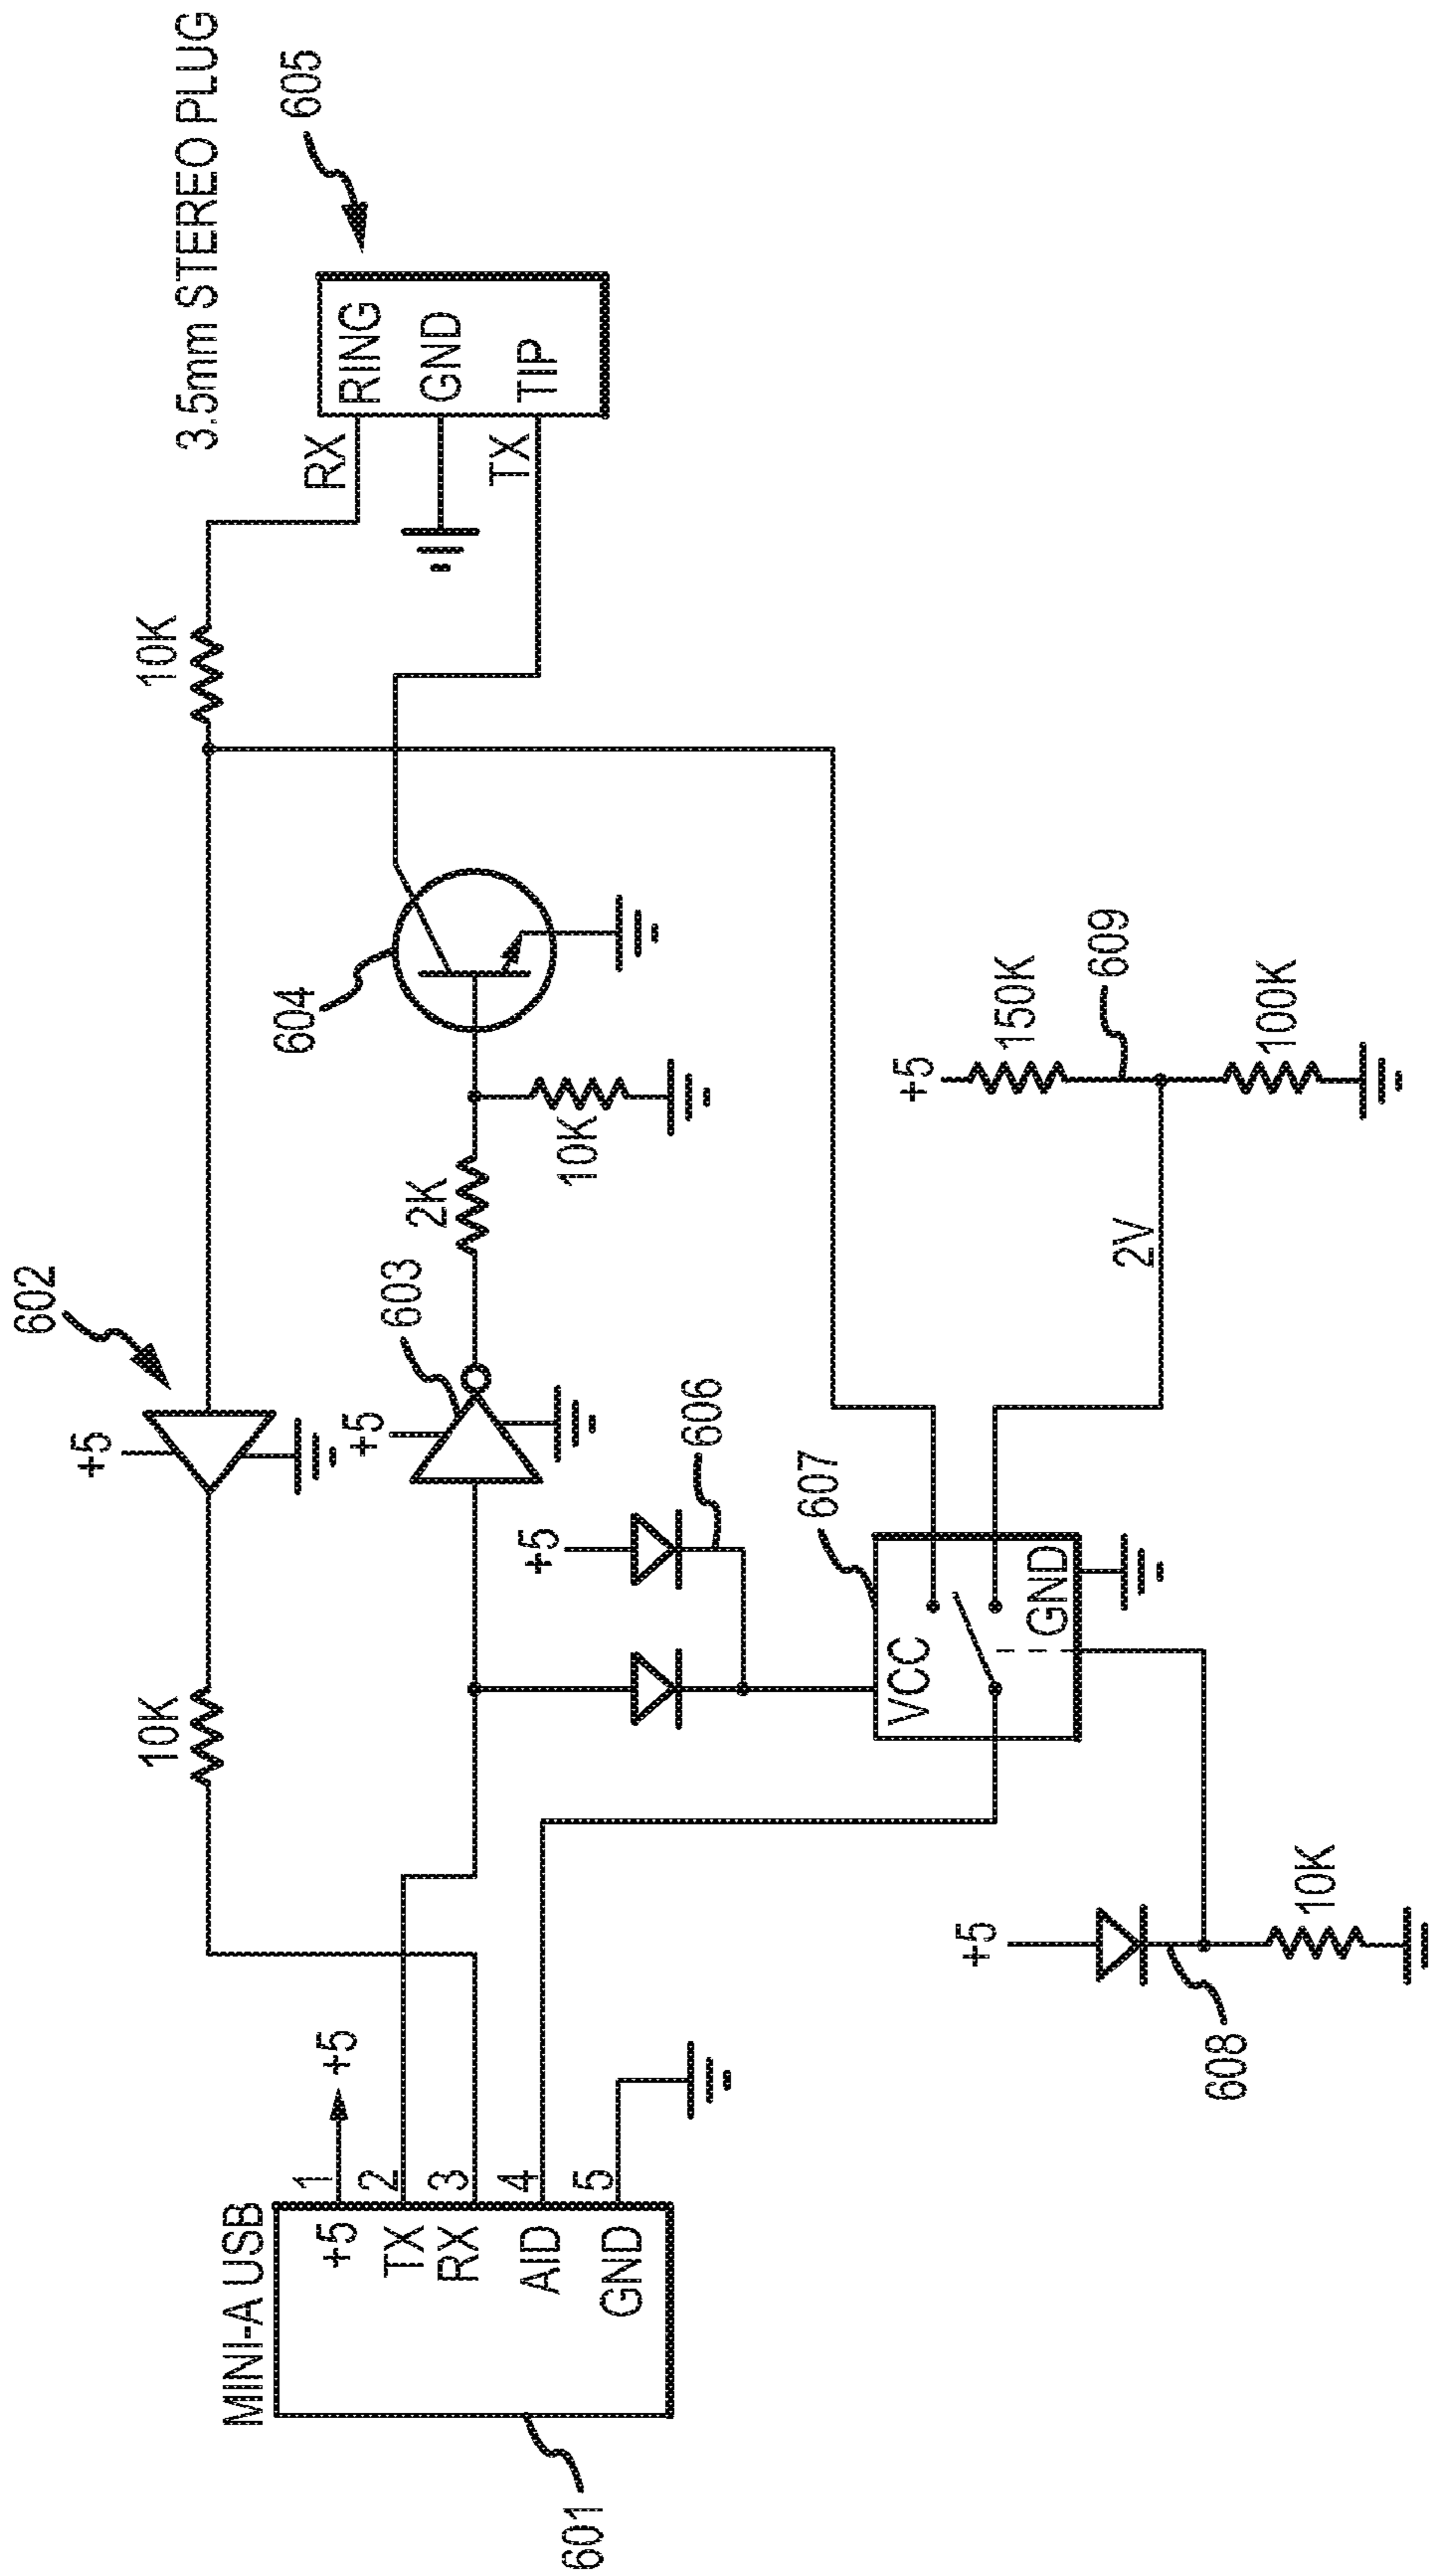 3.5mm STEREO PLUG
605
RING
GND
TIP
RX
TX
10K
604
10K
2K
602
+5
603
+5
10K
+5
606
607
VCC
GND
+5
150K
609
100K
2V
+5
10K
608
MINI-A USB
+5
1
+5
TX
2
RX
3
AID
4
GND
5
601